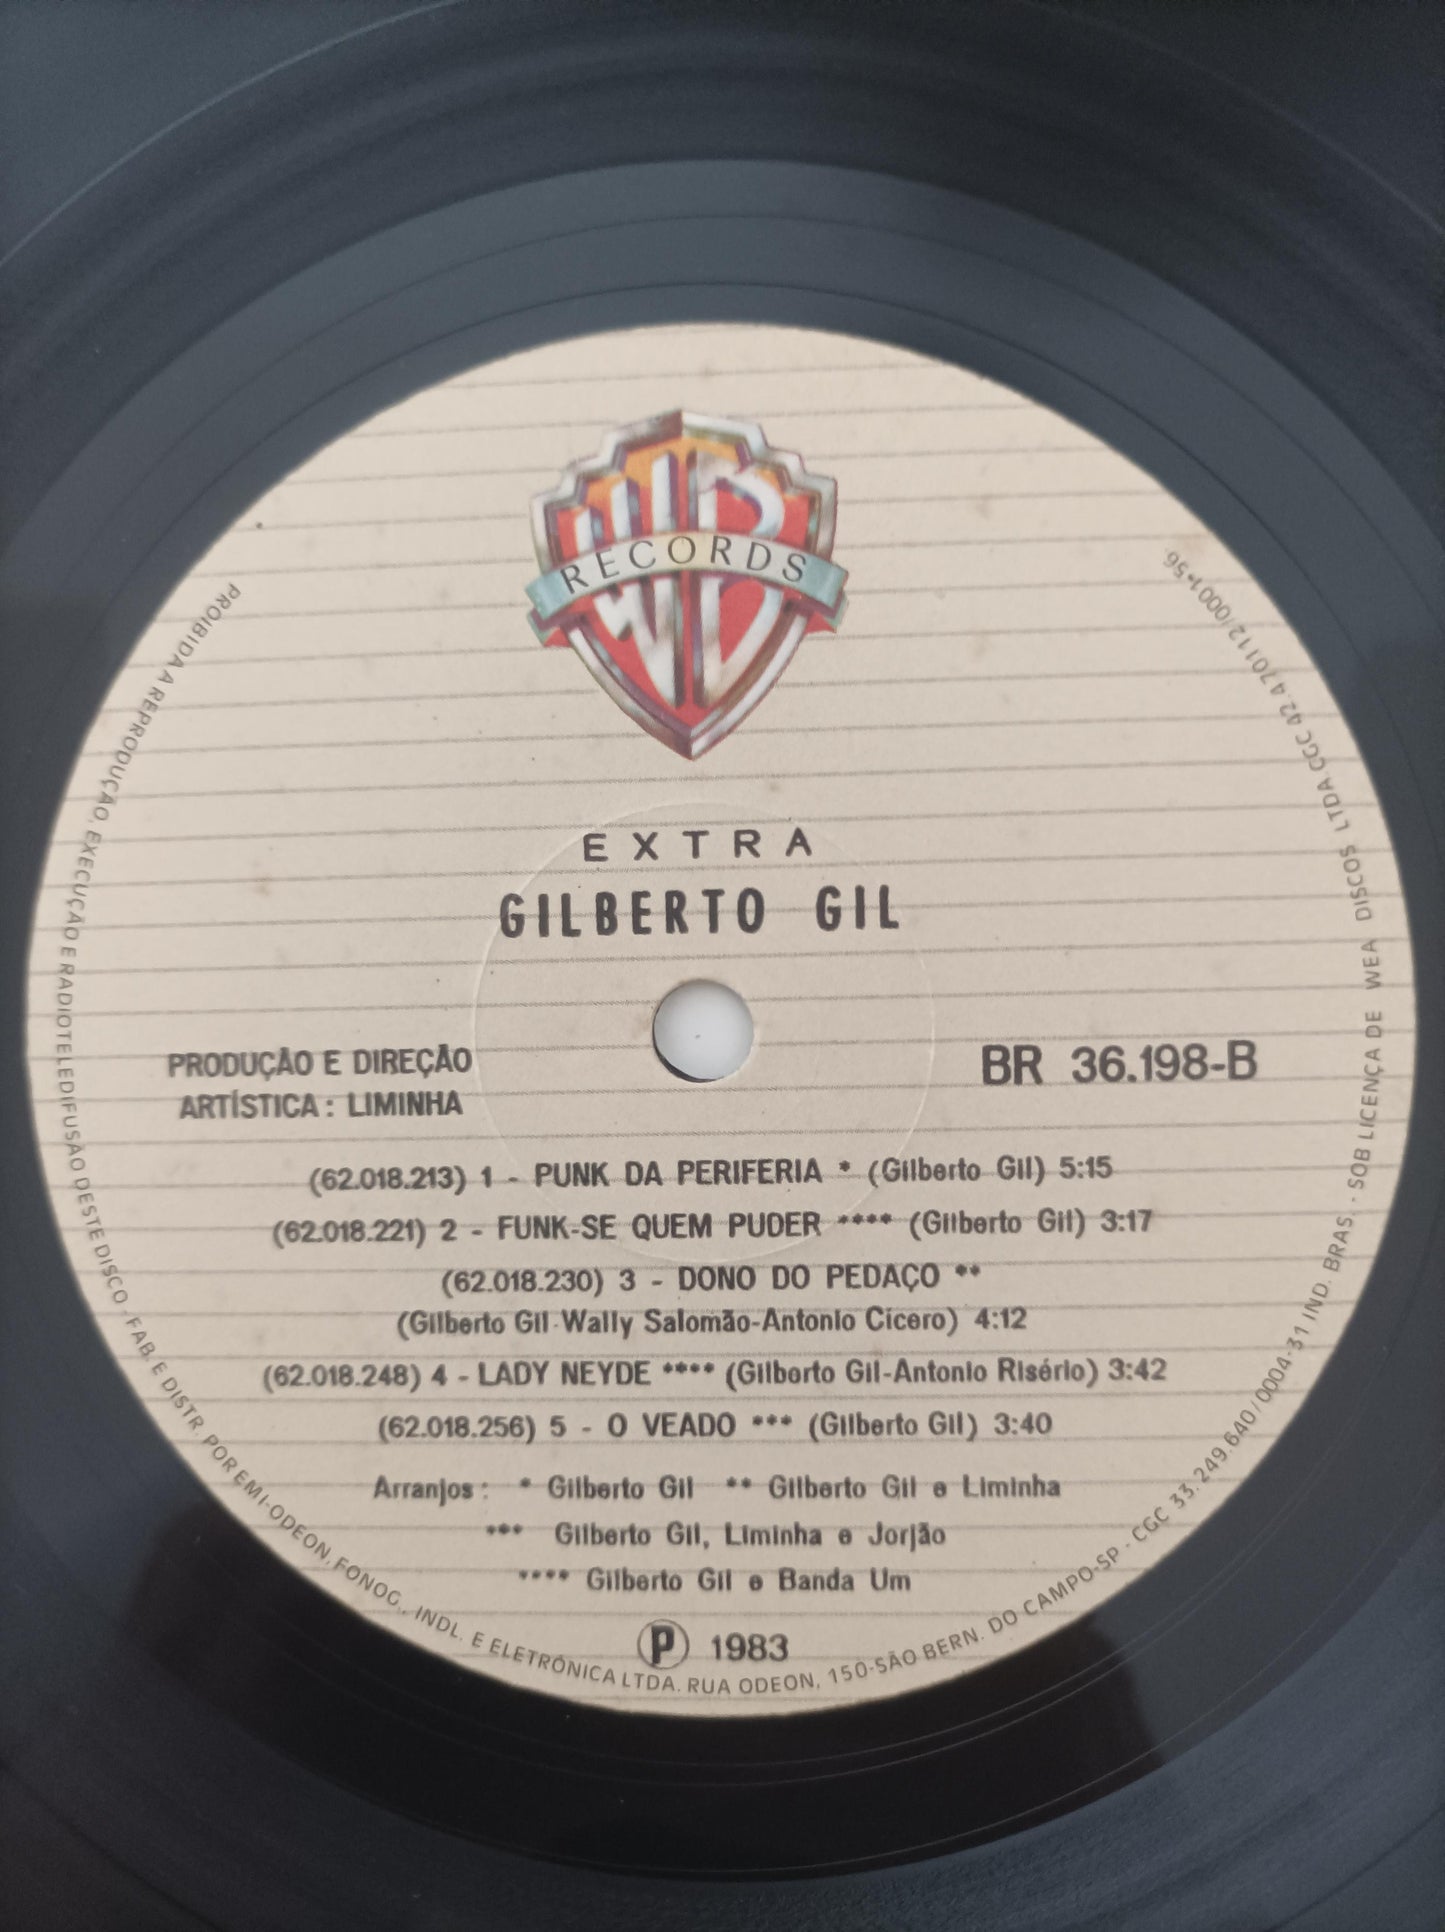 WB
RECORDS
EXTRA
GILBERTO GIL
PRODUÇÃO E DIREÇÃO
ARTÍSTICA: LIMINHA
BR 36.198-B
(62.018.213) 1 - PUNK DA PERIFERIA * (Gilberto Gil) 5:15
(62.018.221) 2 - FUNK-SE QUEM PUDER **** (Gilberto Gil) 3:17
(62.018.230) 3 - DONO DO PEDAÇO **
(Gilberto Gil-Wally Salomão-Antonio Cícero) 4:12
(62.018.248) 4 - LADY NEYDE **** (Gilberto Gil-Antonio Risério) 3:42
(62.018.256) 5 - O VEADO *** (Gilberto Gil) 3:40
Arranjos: * Gilberto Gil ** Gilberto Gil e Liminha
*** Gilberto Gil, Liminha e Jorjão
**** Gilberto Gil e Banda Um
Ⓟ 1983
PROIBIDA A REPRODUÇÃO, EXECUÇÃO E RADIOTELEDIFUSÃO DESTE DISCO - FAB. E DISTR. POR EMI-ODEON, FONOG., INDL. E ELETRÔNICA LTDA. RUA ODEON, 150-SÃO BERN. DO CAMPO-SP - CGC 33.249.640/0004-31 IND. BRAS. - SOB LICENÇA DE WEA DISCOS LTDA CGC 42.470112/0001-56